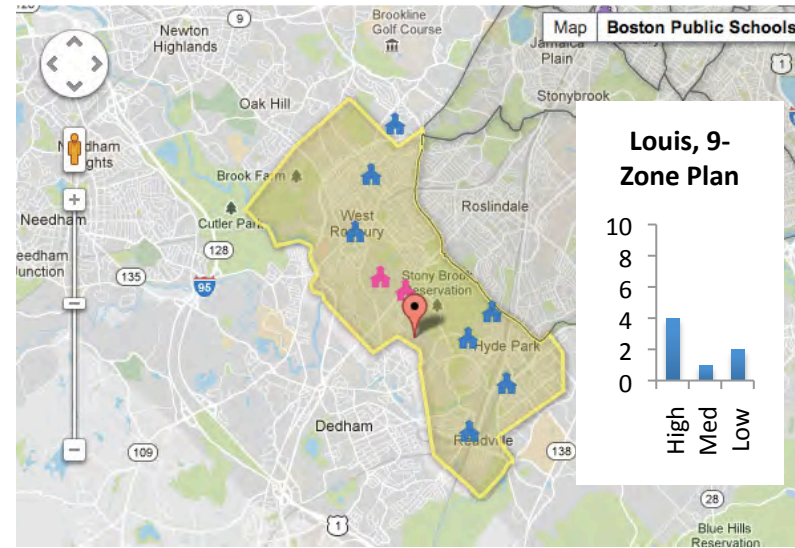 Newton
Highlands
9
Brookline
Golf Course
Map
Boston Public Schools
Jamaica
Plain
1
Oak Hill
Stonybrook
Brook Farm
Needham
West
Roxbury
Roslindale
Cutler Park
128
135
95
Stony Brook
Reservation
Hyde Park
Dedham
Readville
109
138
1
28
Blue Hills
Reservation
Louis, 9-
Zone Plan
10
8
6
4
2
0
High
Med
Low